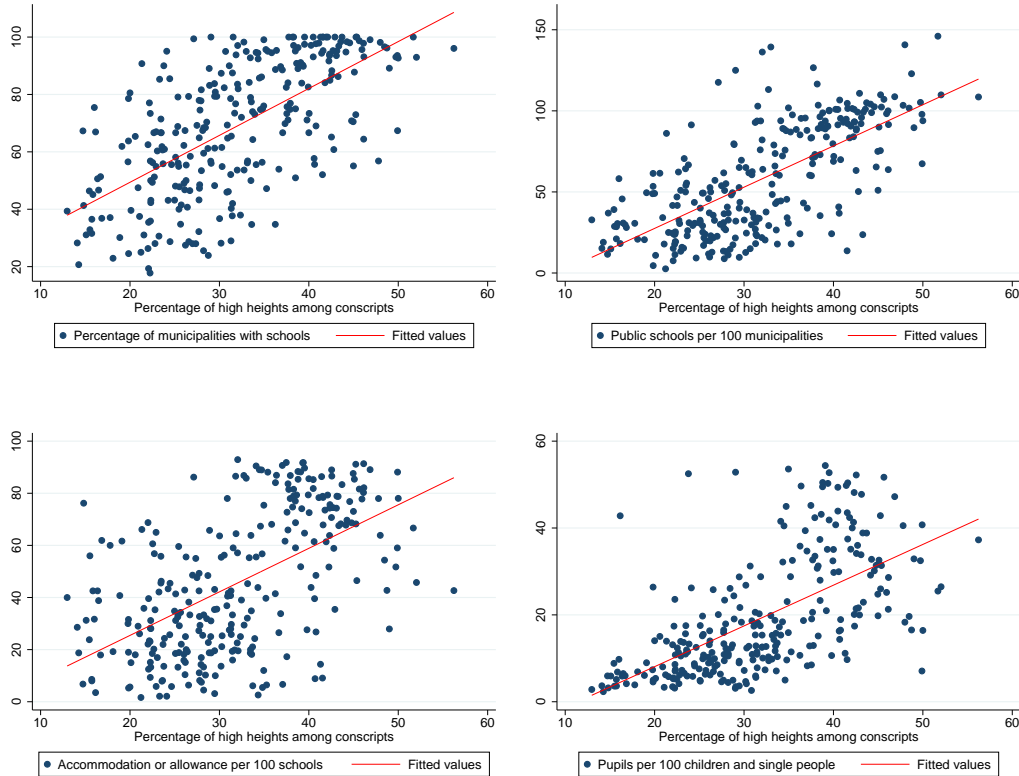 100
80
60
40
20
10 20 30 40 50 60
Percentage of high heights among conscripts
Percentage of municipalities with schools Fitted values
150
100
50
0
10 20 30 40 50 60
Percentage of high heights among conscripts
Public schools per 100 municipalities Fitted values
100
80
60
40
20
0
10 20 30 40 50 60
Percentage of high heights among conscripts
Accommodation or allowance per 100 schools Fitted values
60
40
20
0
10 20 30 40 50 60
Percentage of high heights among conscripts
Pupils per 100 children and single people Fitted values